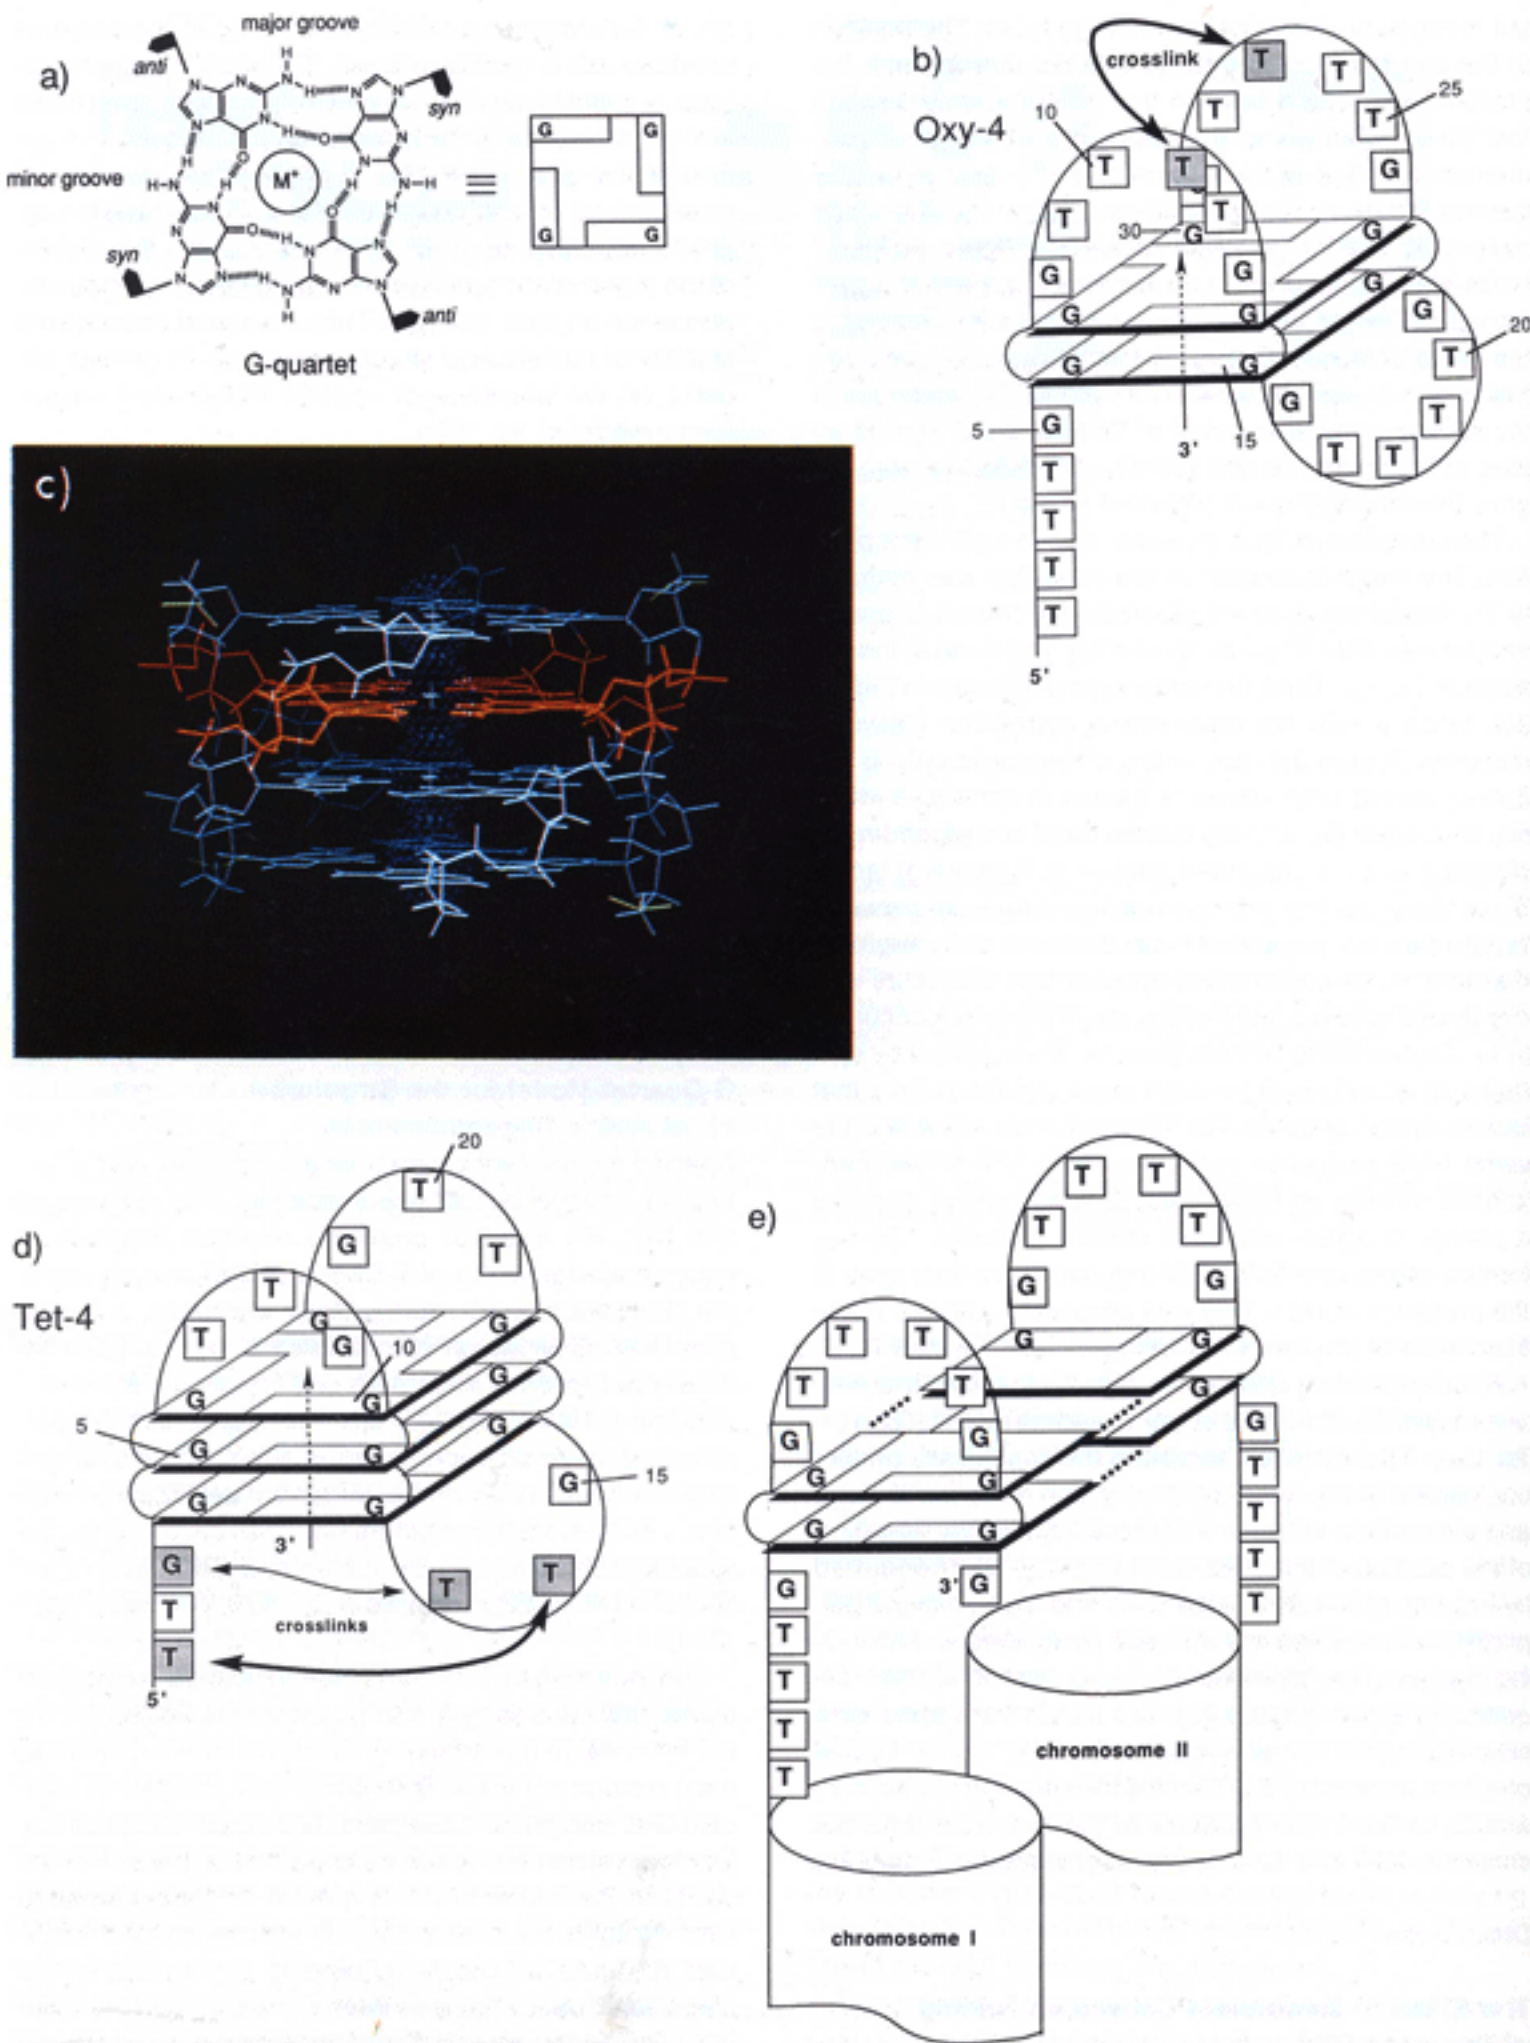 a)
major groove
anti
syn
minor groove
M⁺
syn
anti
G-quartet
H
N
H
H
N
N
N
N
N
N
N
H
O
O
H
N
N
N
N
H
H-N
H
N
O
H
N
N-H
H
O
H
N
N
N
N
H
N
N
N
N
H
N
H
N
N
G
G
G
G
b)
Oxy-4
crosslink
10
T
T
25
T
T
T
T
T
G
T
30
G
G
G
G
G
G
G
G
G
G
15
3'
G
20
T
T
T
T
G
5
G
T
T
T
T
5'
c)
d)
Tet-4
20
T
G
T
T
T
G
G
G
10
G
G
G
5
G
G
G
G
G
G
15
3'
G
T
T
T
T
crosslinks
5'
e)
T
T
T
T
G
G
G
G
G
T
T
T
T
G
G
G
G
G
G
G
T
T
T
T
3'
G
G
T
T
T
T
chromosome II
chromosome I